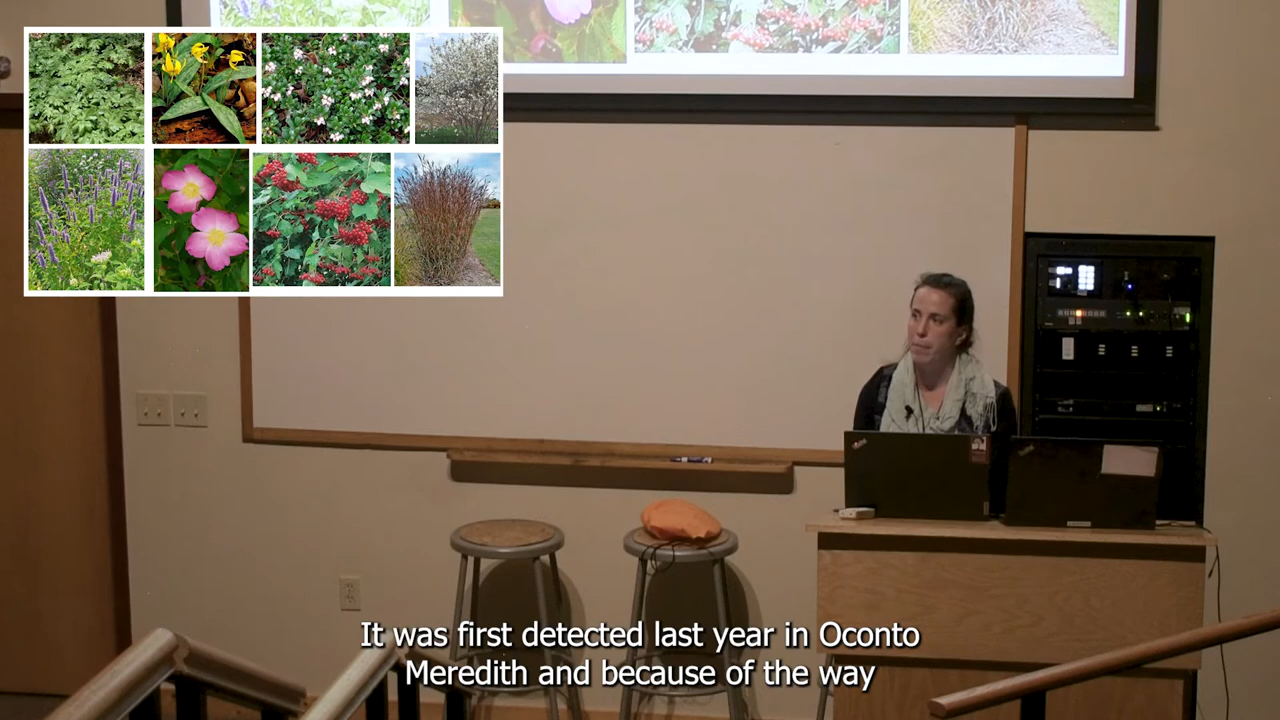 It was first detected last year in Oconto
Meredith and because of the way